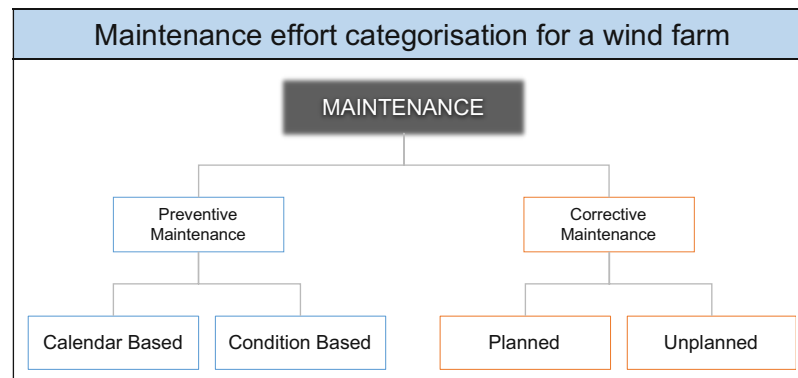 Maintenance effort categorisation for a wind farm
MAINTENANCE
Preventive
Maintenance
Corrective
Maintenance
Calendar Based
Condition Based
Planned
Unplanned